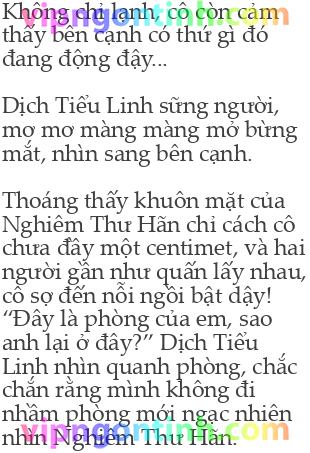 Không chỉ lạnh, cô còn cảm
vipngontinh.com
thấy bên cạnh có thứ gì đó
đang động đậy...
Dịch Tiểu Linh sững người,
mơ mơ màng màng mở bừng
mắt, nhìn sang bên cạnh.
Thoáng thấy khuôn mặt của
Nghiêm Thư Hãn chỉ cách cô
chưa đầy một centimet, và hai
người gần như quấn lấy nhau,
cô sợ đến nỗi ngồi bật dậy!
“Đây là phòng của em, sao
anh lại ở đây?” Dịch Tiểu
Linh nhìn quanh phòng, chắc
chắn rằng mình không đi
nhầm phòng mới ngạc nhiên
vipngontinh.com
nhìn Nghiêm Thư Hãn.